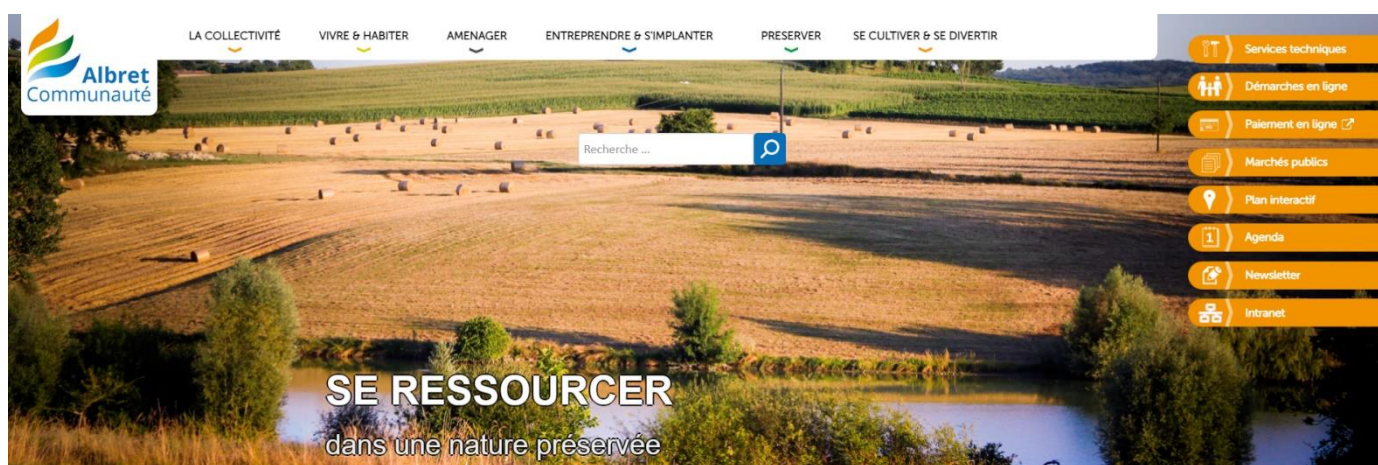 LA COLLECTIVITÉ
VIVRE & HABITER
AMENAGER
ENTREPRENDRE & S'IMPLANTER
PRESERVER
SE CULTIVER & SE DIVERTIR
Albret
Communauté
Recherche ...
Services techniques
Démarches en ligne
Paiement en ligne
Marchés publics
Plan interactif
1
Agenda
Newsletter
Intranet
SE RESSOURCER
dans une nature préservée